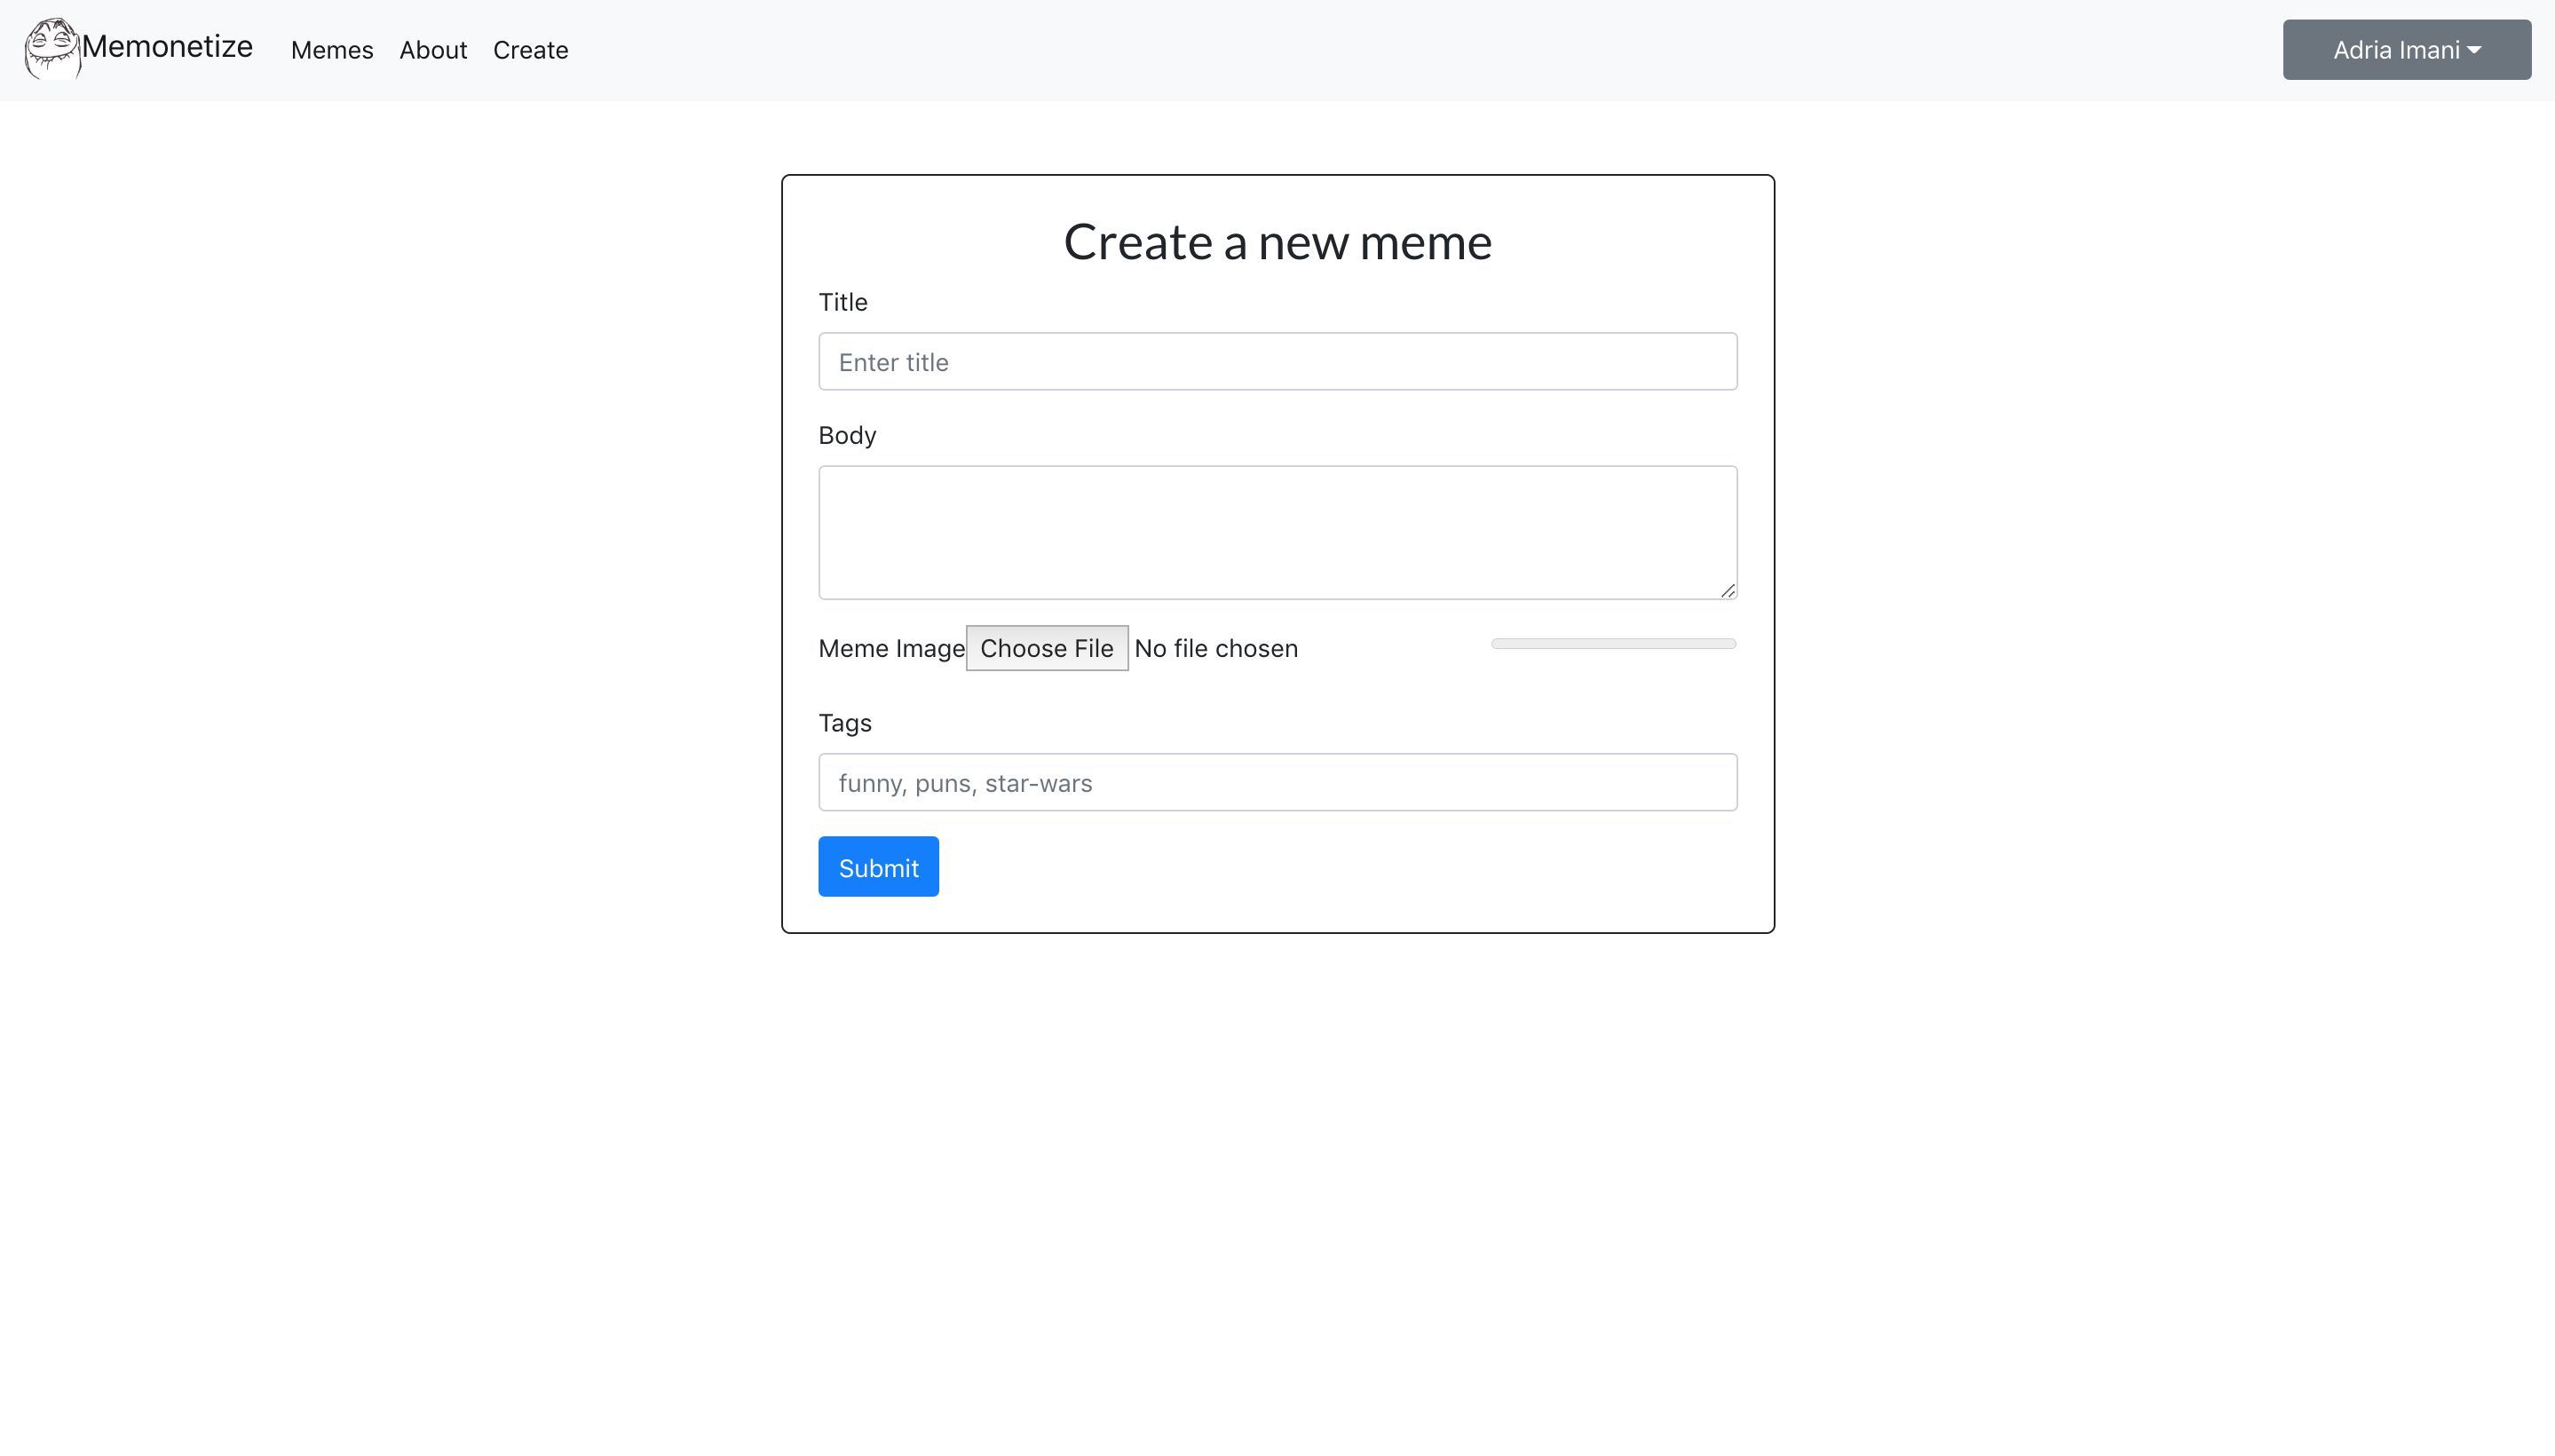 Memonetize Memes About Create Adria Imani
Create a new meme
Title
Enter title
Body
Meme Image Choose File No file chosen
Tags
funny, puns, star-wars
Submit